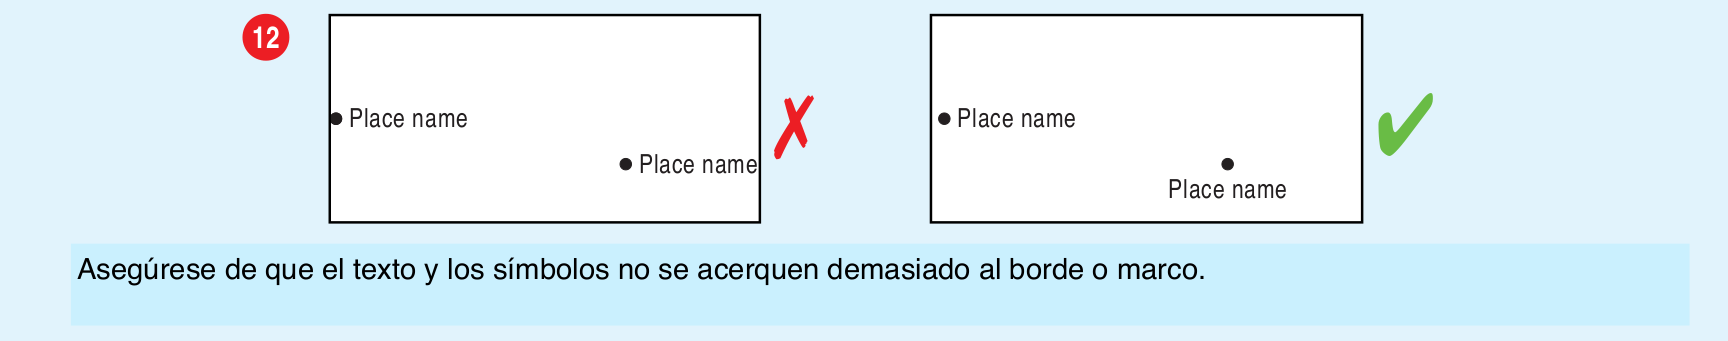 12
Place name
Place name
Place name
Place name
Asegúrese de que el texto y los símbolos no se acerquen demasiado al borde o marco.